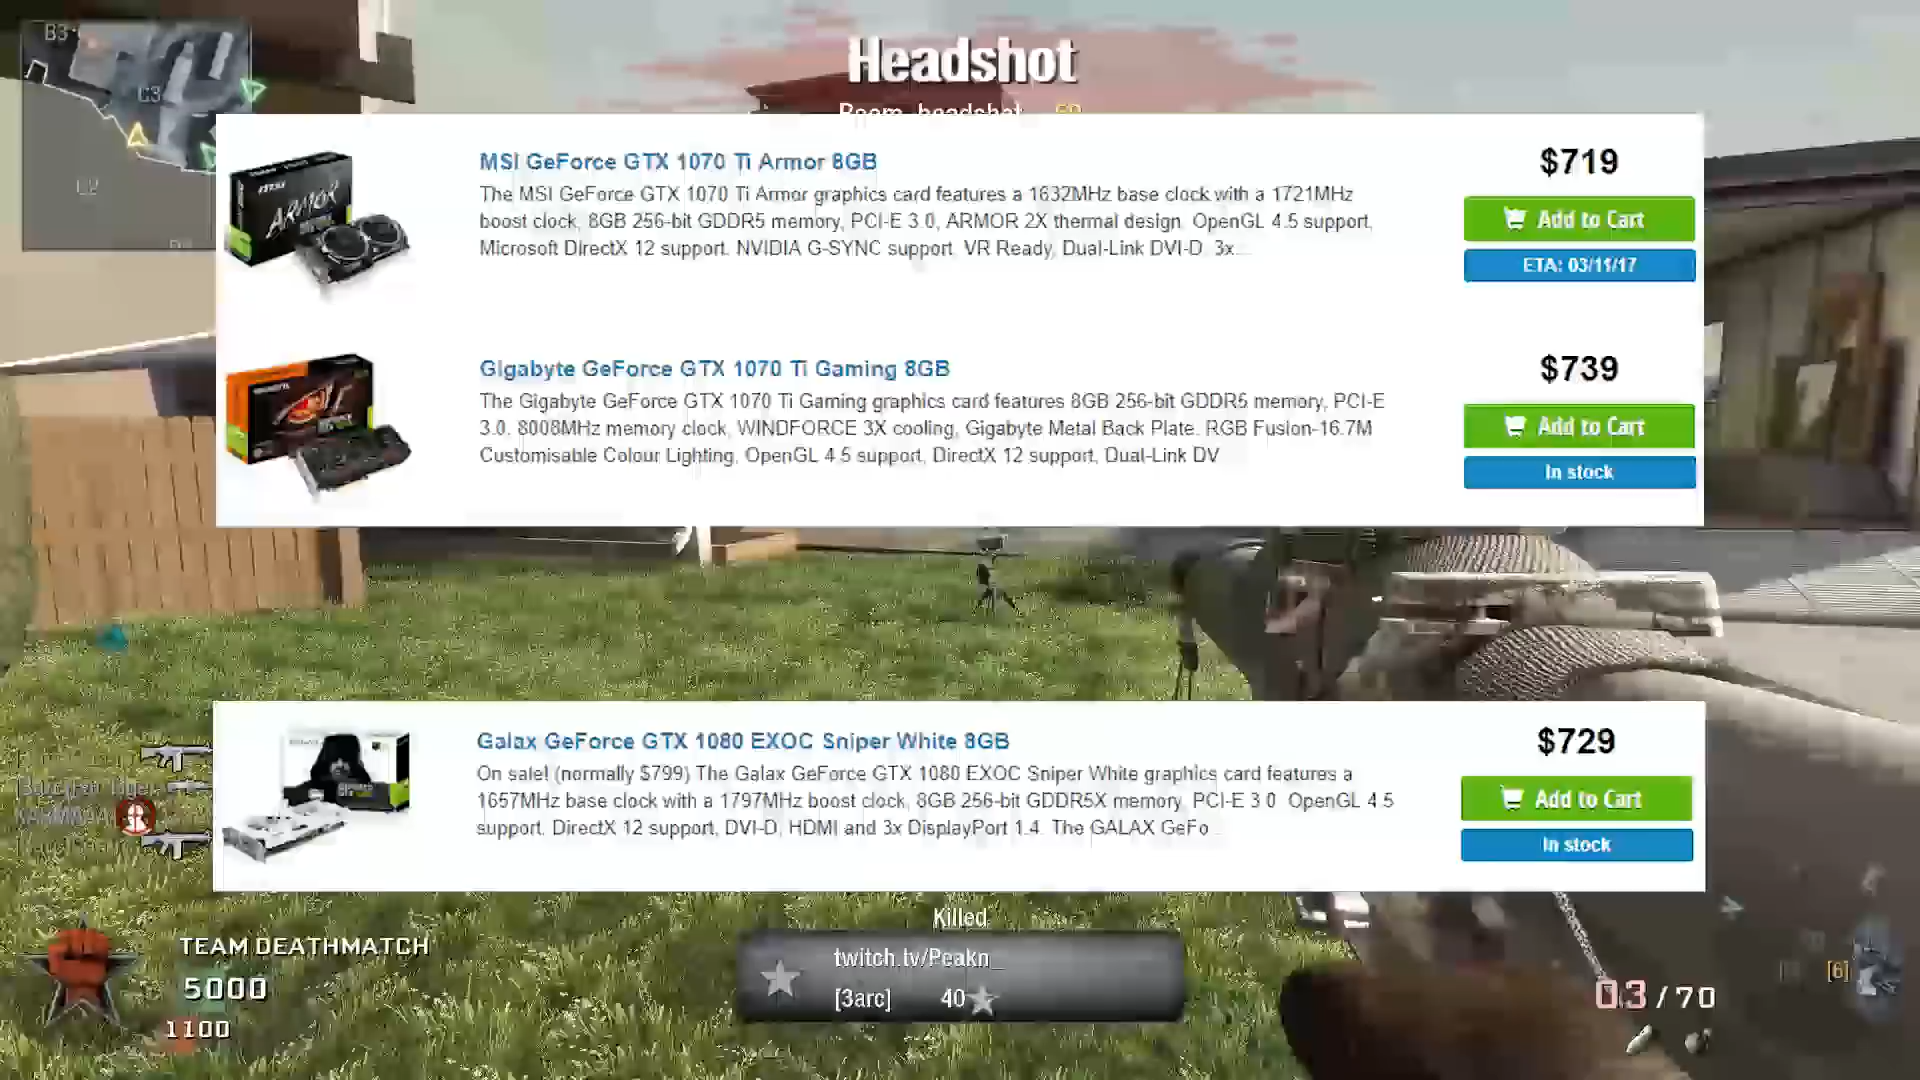 B3
Headshot
Boom, headshot
C3
C2
MSI GeForce GTX 1070 Ti Armor 8GB
The MSI GeForce GTX 1070 Ti Armor graphics card features a 1632MHz base clock with a 1721MHz
boost clock, 8GB 256-bit GDDR5 memory, PCI-E 3.0, ARMOR 2X thermal design, OpenGL 4.5 support,
Microsoft DirectX 12 support, NVIDIA G-SYNC support, VR Ready, Dual-Link DVI-D, 3x...
$719
Add to Cart
ETA: 03/11/17
ARMOR
Gigabyte GeForce GTX 1070 Ti Gaming 8GB
The Gigabyte GeForce GTX 1070 Ti Gaming graphics card features 8GB 256-bit GDDR5 memory, PCI-E
3.0, 8008MHz memory clock, WINDFORCE 3X cooling, Gigabyte Metal Back Plate, RGB Fusion-16.7M
Customisable Colour Lighting, OpenGL 4.5 support, DirectX 12 support, Dual-Link DV
$739
Add to Cart
In stock
Galax GeForce GTX 1080 EXOC Sniper White 8GB
On sale! (normally $799) The Galax GeForce GTX 1080 EXOC Sniper White graphics card features a
1657MHz base clock with a 1797MHz boost clock, 8GB 256-bit GDDR5X memory, PCI-E 3.0, OpenGL 4.5
support, DirectX 12 support, DVI-D, HDMI and 3x DisplayPort 1.4. The GALAX GeFo...
$729
Add to Cart
In stock
Killed
twitch.tv/Peakn_
[3arc] 40
TEAM DEATHMATCH
5000
1100
03/70
[6]